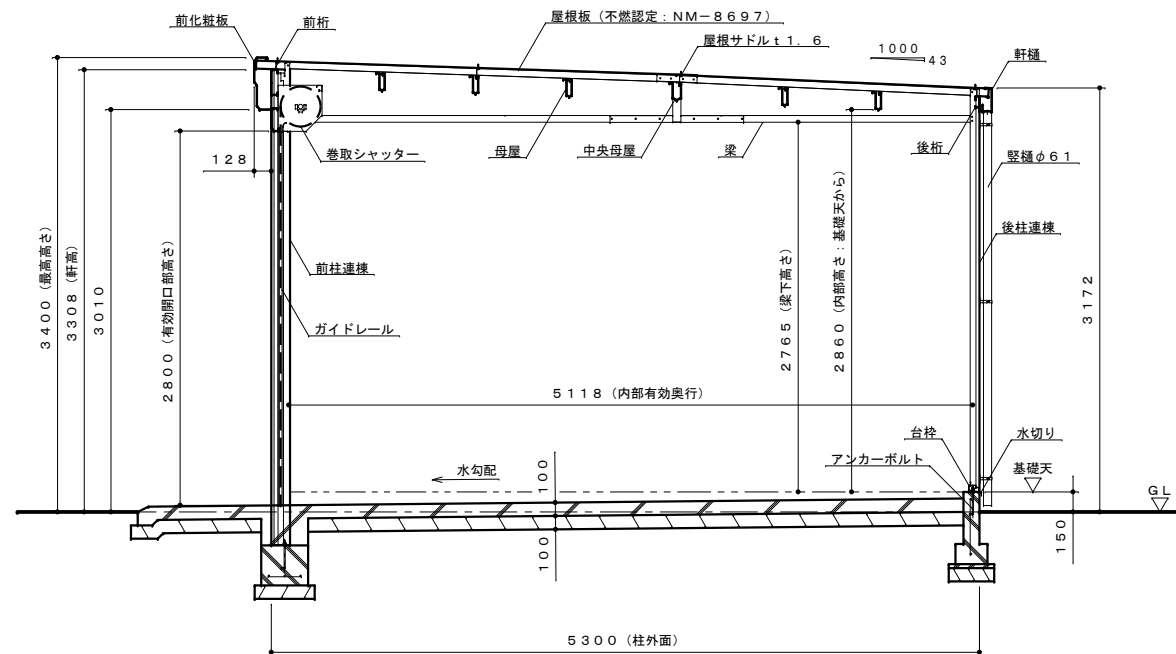 屋根板（不燃認定：ＮＭ－８６９７）
前化粧板
前桁
屋根サドルｔ１．６
１０００
４３
軒樋
巻取シャッター
母屋
中央母屋
梁
後桁
１２８
竪樋φ６１
後柱連棟
前柱連棟
ガイドレール
３４００（最高高さ）
３３０８（軒高）
３０１０
２８００（有効開口部高さ）
２７６５（梁下高さ）
２８６０（内部高さ：基礎天から）
３１７２
５１１８（内部有効奥行）
台枠
水切り
アンカーボルト
基礎天
水勾配
１００
ＧＬ
１００
１５０
５３００（柱外面）